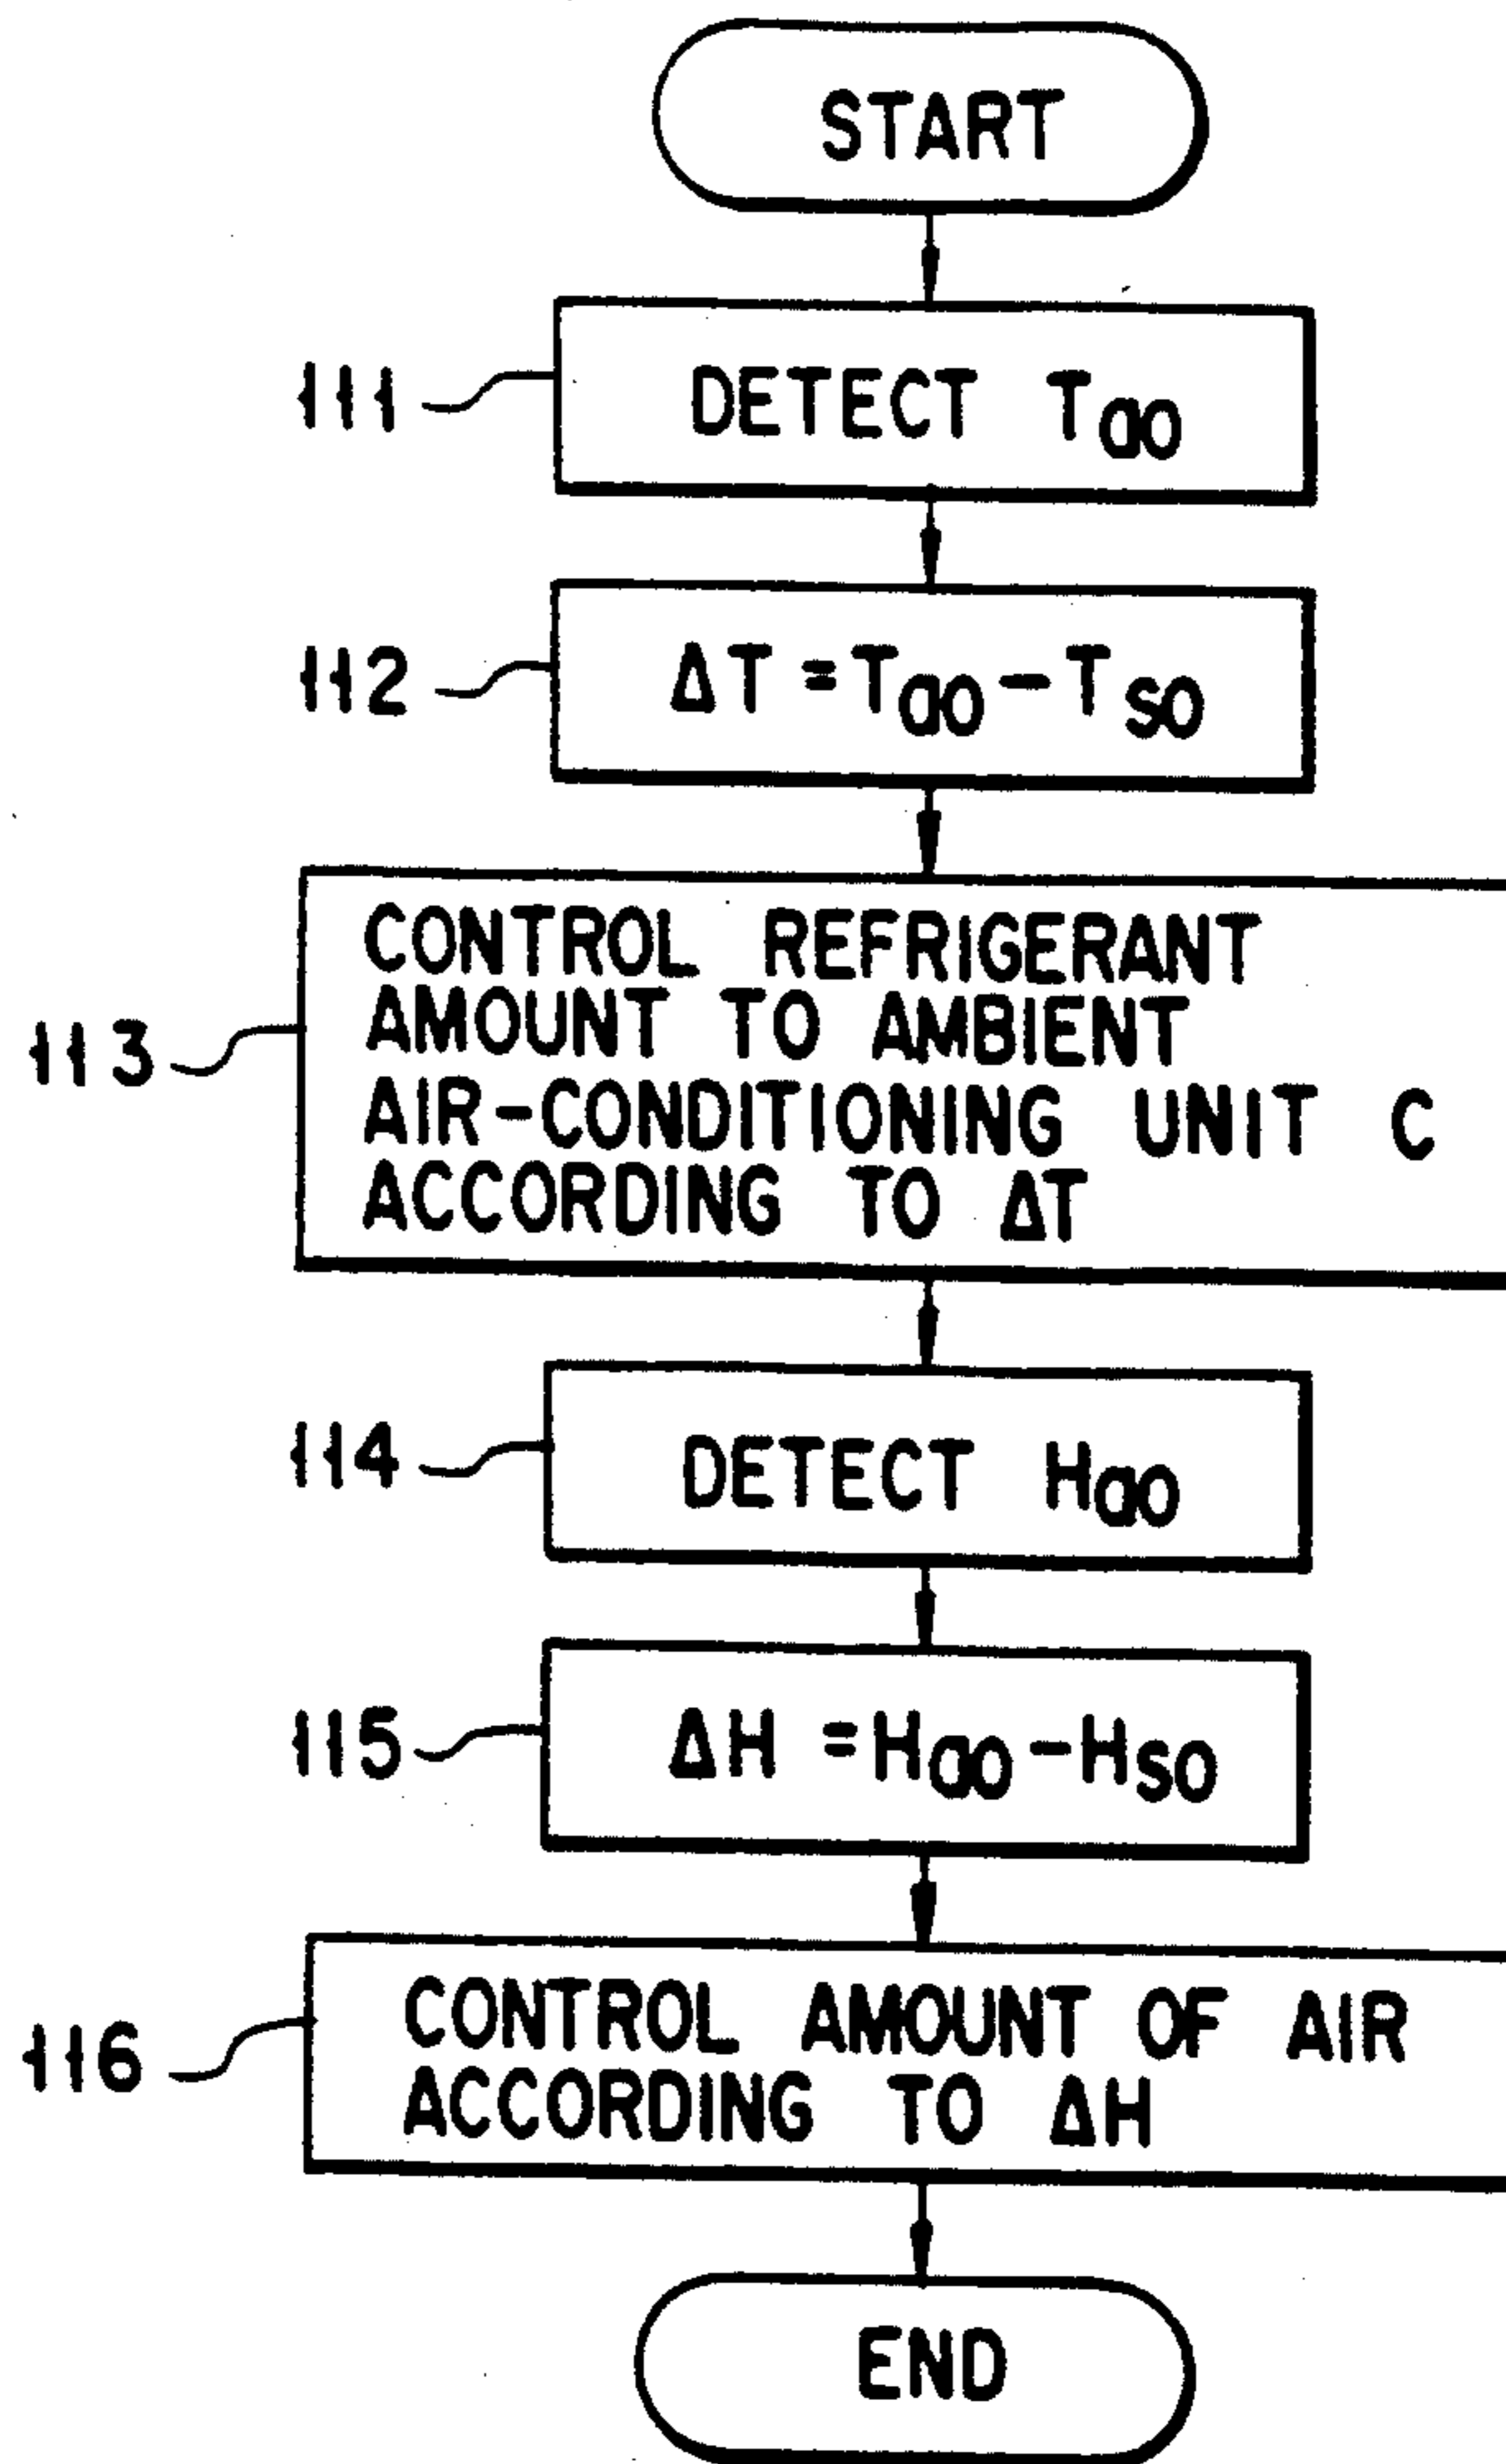 START
111
DETECT Tao
112
ΔT = Tao - Tso
113
CONTROL REFRIGERANT
AMOUNT TO AMBIENT
AIR-CONDITIONING UNIT C
ACCORDING TO ΔT
114
DETECT Hao
115
ΔH = Hao - Hso
116
CONTROL AMOUNT OF AIR
ACCORDING TO ΔH
END